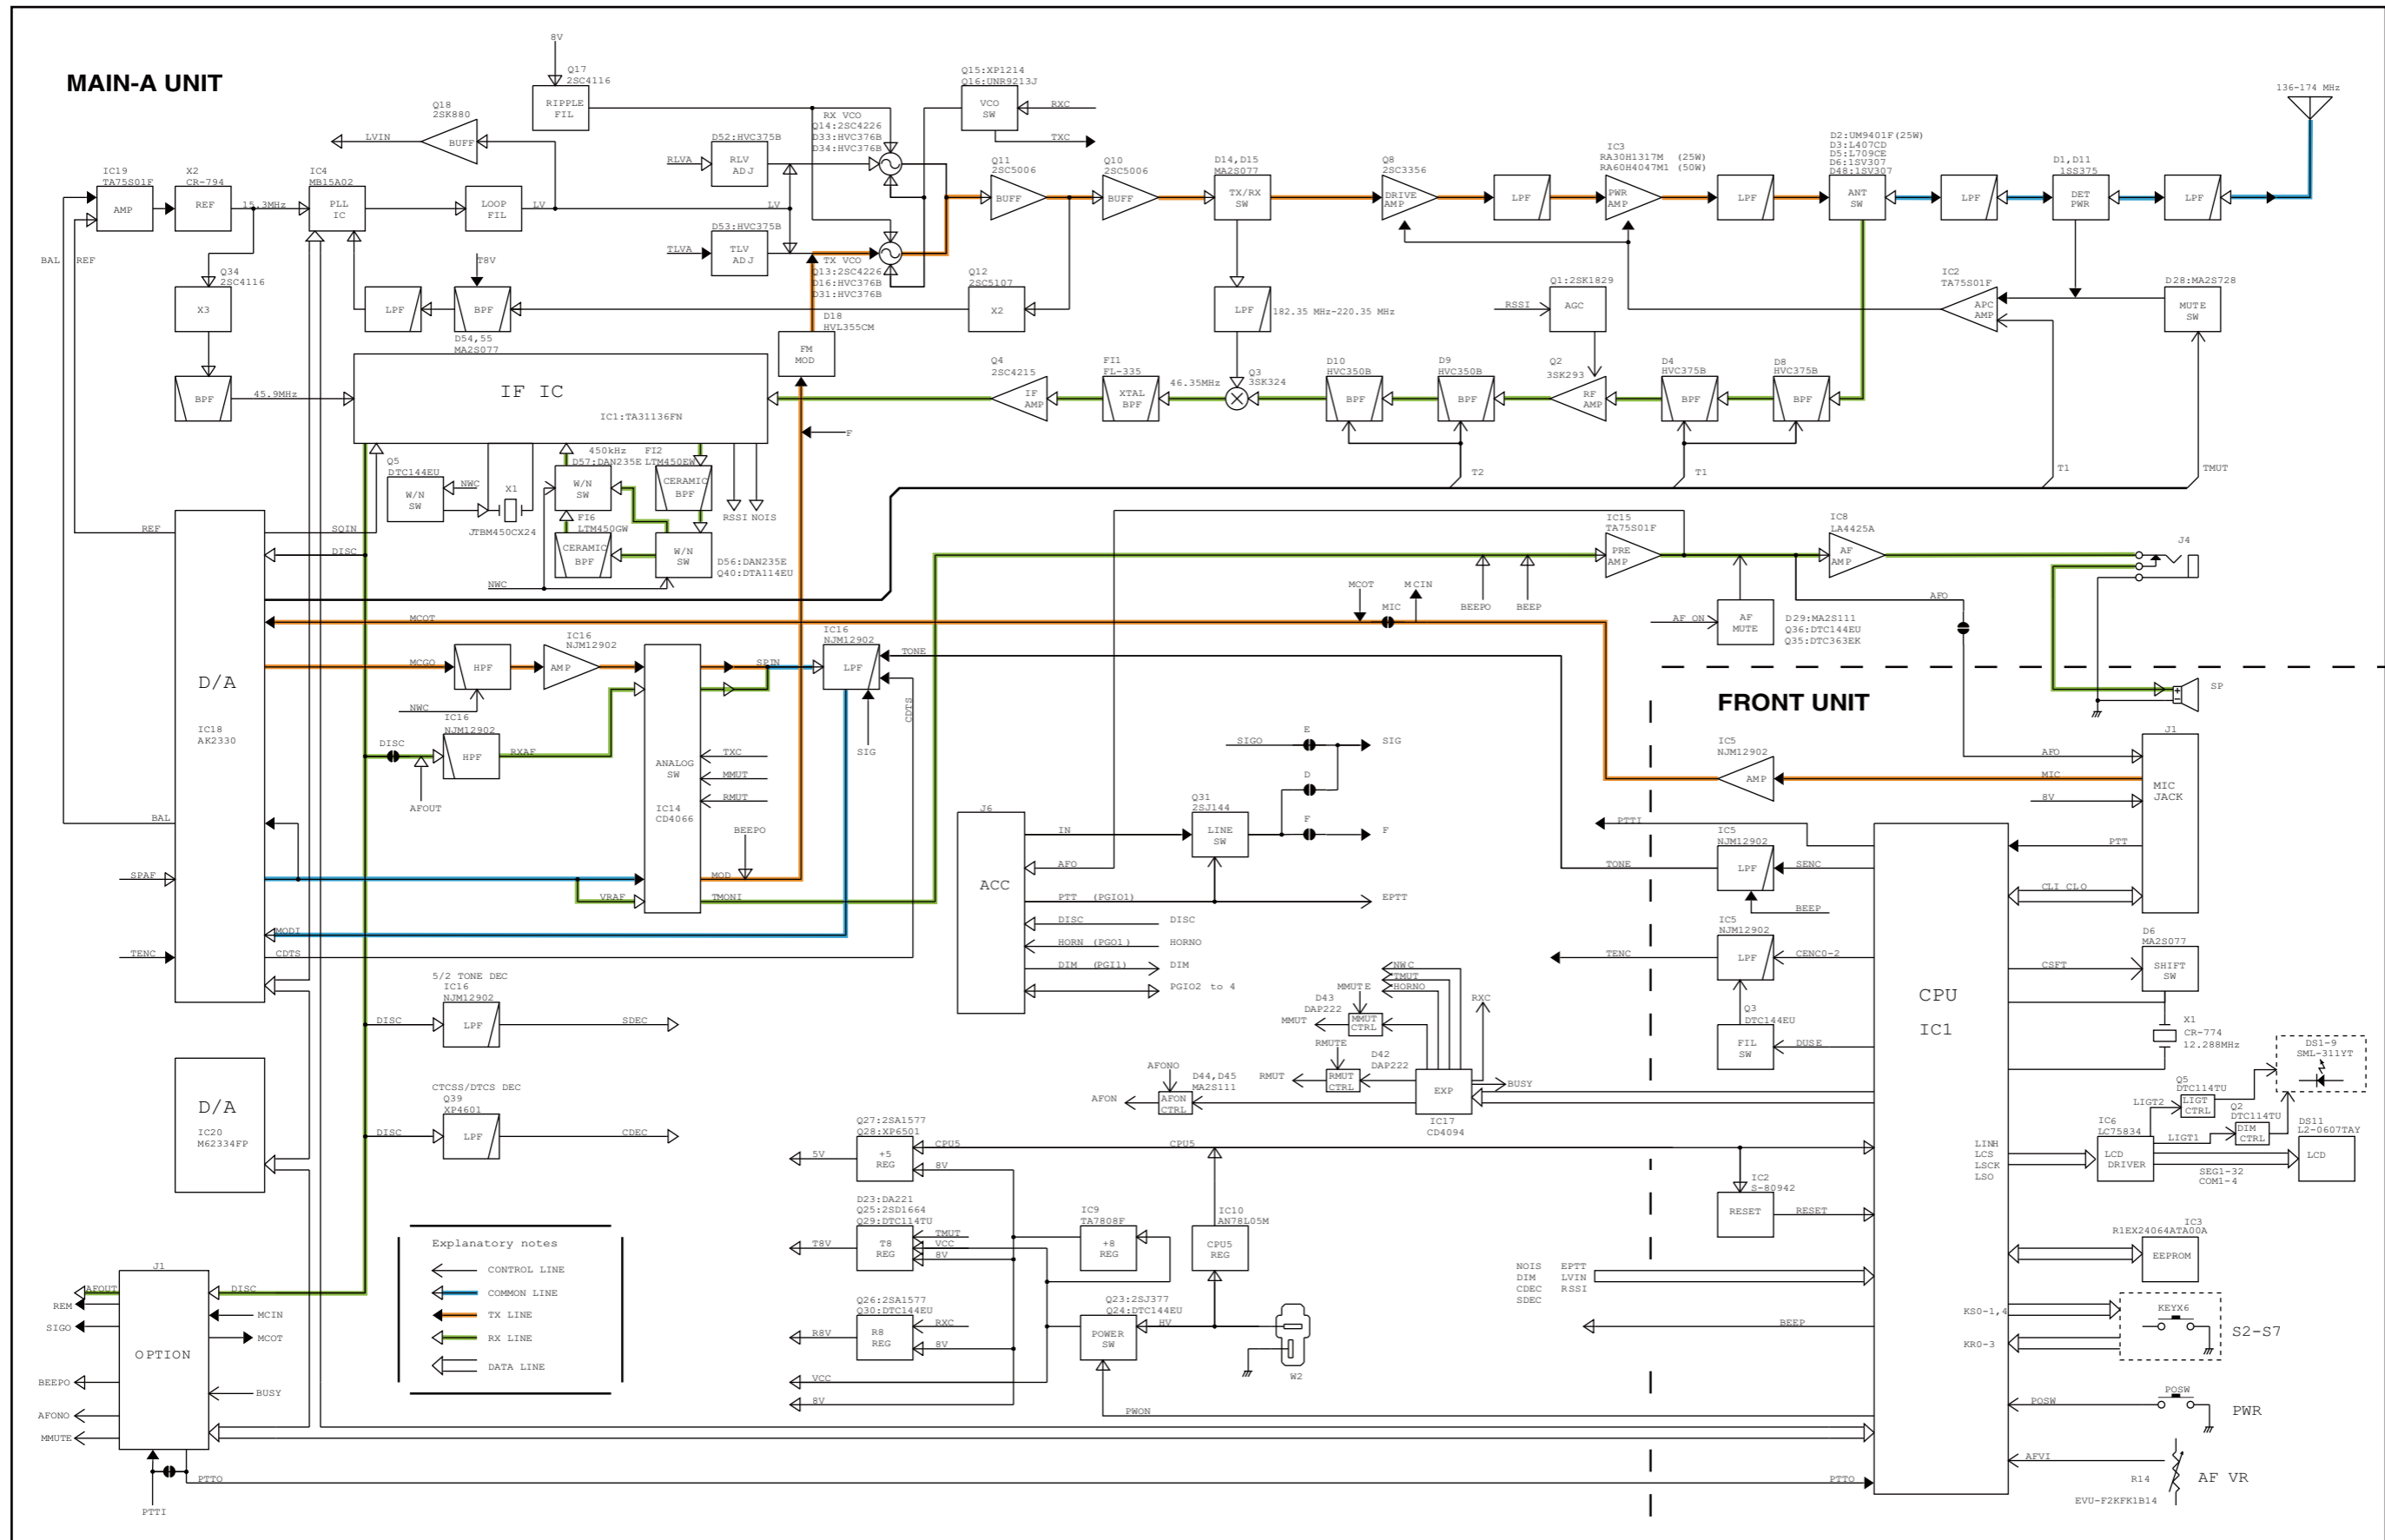 MAIN-A UNIT
8V
Q17
2SC4116
RIPPLE
FIL
Q18
2SK880
LVIN
BUFF
IC19
TA75S01F
AMP
X2
CR-794
REF
15.3MHz
IC4
MB15A02
PLL
IC
LOOP
FIL
LV
LV
D52:HVC375B
RLVA
RLV
ADJ
D53:HVC375B
TLVA
TLV
ADJ
RX VCO
Q14:2SC4226
D33:HVC376B
D34:HVC376B
TX VCO
Q13:2SC4226
D16:HVC376B
D31:HVC376B
Q15:XP1214
Q16:UNR9213J
VCO
SW
RXC
TXC
Q11
2SC5006
BUFF
Q10
2SC5006
BUFF
D14,D15
MA2S077
TX/RX
SW
Q8
2SC3356
DRIVE
AMP
LPF
IC3
RA30H1317M (25W)
RA60H4047M1 (50W)
PWR
AMP
LPF
D2:UM9401F(25W)
D3:L407CD
D5:L709CE
D6:1SV307
D48:1SV307
ANT
SW
LPF
D1,D11
1SS375
DET
PWR
LPF
136-174 MHz
BAL
REF
Q34
2SC4116
X3
BPF
45.9MHz
LPF
T8V
BPF
D54,55
MA2S077
Q12
2SC5107
X2
D18
HVL355CM
FM
MOD
LPF
182.35 MHz-220.35 MHz
Q1:2SK1829
RSSI
AGC
IC2
TA75S01F
APC
AMP
D28:MA2S728
MUTE
SW
IF IC
IC1:TA31136FN
Q4
2SC4215
IF
AMP
FI1
FL-335
XTAL
BPF
46.35MHz
Q3
3SK324
D10
HVC350B
BPF
D9
HVC350B
BPF
Q2
3SK293
RF
AMP
D4
HVC375B
BPF
D8
HVC375B
BPF
F
T2
T1
T1
TMUT
Q5
DTC144EU
W/N
SW
NWC
X1
JTBM450CX24
450kHz
D57:DAN235E
W/N
SW
FI2
LTM450EW
CERAMIC
BPF
FI6
LTM450GW
CERAMIC
BPF
W/N
SW
D56:DAN235E
Q40:DTA114EU
NWC
RSSI
NOIS
REF
SQIN
DISC
MCOT
MCGO
D/A
IC18
AK2330
BAL
SPAF
TENC
MODI
CDTS
VRAF
HPF
NWC
IC16
NJM12902
AMP
IC16
NJM12902
HPF
DISC
AFOUT
RXAF
ANALOG
SW
IC14
CD4066
TXC
MMUT
RMUT
BEEPO
MOD
TMONI
SPIN
IC16
NJM12902
LPF
TONE
CDTS
SIG
MCOT
MIC
MCIN
BEEPO
BEEP
IC15
TA75S01F
PRE
AMP
IC8
LA4425A
AF
AMP
J4
AF ON
AF
MUTE
D29:MA2S111
Q36:DTC144EU
Q35:DTC363EK
AFO
SP
FRONT UNIT
J1
MIC
JACK
AFO
MIC
8V
PTT
CLI CLO
IC5
NJM12902
AMP
PTTI
IC5
NJM12902
LPF
TONE
SENC
BEEP
IC5
NJM12902
LPF
TENC
CENC0-2
Q3
DTC144EU
FIL
SW
DUSE
CPU
IC1
CSFT
D6
MA2S077
SHIFT
SW
X1
CR-774
12.288MHz
DS1-9
SML-311YT
Q5
DTC114TU
LIGT
CTRL
LIGT2
LIGT1
Q2
DTC114TU
DIM
CTRL
DS11
L2-0607TAY
LCD
IC6
LC75834
LCD
DRIVER
SEG1-32
COM1-4
LINH
LCS
LSCK
LSO
IC3
R1EX24064ATA00A
EEPROM
KS0-1,4
KR0-3
KEYX6
S2-S7
POSW
POSW
PWR
AFVI
R14
EVU-F2KFK1B14
AF VR
J6
ACC
IN
AFO
PTT (PGIO1)
DISC
HORN (PGO1)
DIM (PGI1)
DISC
HORNO
DIM
PGIO2 to 4
EPTT
Q31
2SJ144
LINE
SW
SIGO
E
D
F
SIG
F
NWC
TMUT
HORNO
RXC
BUSY
MMUTE
D43
DAP222
MMUT
MMUT
CTRL
RMUTE
D42
DAP222
RMUT
RMUT
CTRL
AFONO
D44,D45
MA2S111
AFON
AFON
CTRL
EXP
IC17
CD4094
5/2 TONE DEC
IC16
NJM12902
DISC
LPF
SDEC
CTCSS/DTCS DEC
Q39
XP4601
DISC
LPF
CDEC
D/A
IC20
M62334FP
Q27:2SA1577
Q28:XP6501
+5
REG
5V
CPU5
8V
CPU5
D23:DA221
Q25:2SD1664
Q29:DTC114TU
T8
REG
T8V
TMUT
VCC
8V
Q26:2SA1577
Q30:DTC144EU
R8
REG
R8V
RXC
8V
VCC
8V
IC9
TA7808F
+8
REG
IC10
AN78L05M
CPU5
REG
Q23:2SJ377
Q24:DTC144EU
POWER
SW
HV
W2
PWON
IC2
S-80942
RESET
RESET
NOIS EPTT
DIM LVIN
CDEC RSSI
SDEC
BEEP
Explanatory notes
CONTROL LINE
COMMON LINE
TX LINE
RX LINE
DATA LINE
J1
OPTION
AFOUT
REM
SIGO
BEEPO
AFONO
MMUTE
DISC
MCIN
MCOT
BUSY
PTTI
PTTO
PTTO